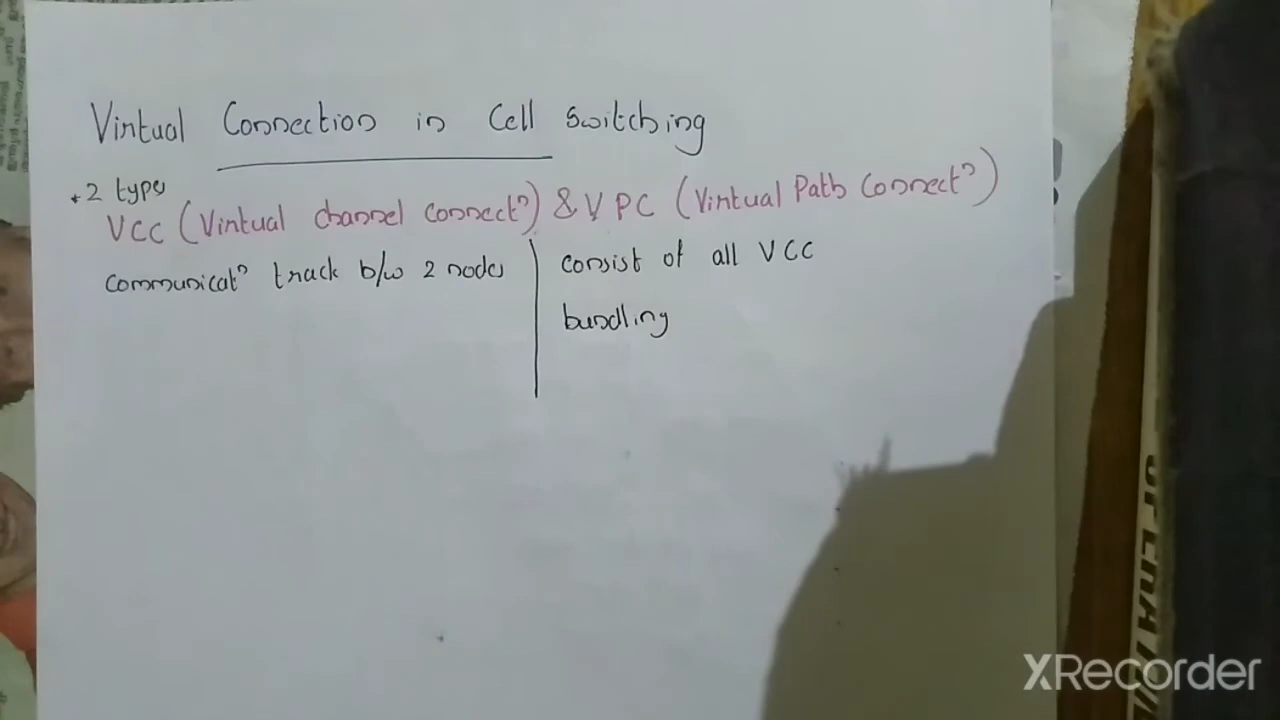 Virtual Connection in Cell Switching
2 type
VCC (Virtual channel connectⁿ) & VPC (Virtual Path Connectⁿ)
communicatⁿ track b/w 2 nodes
consist of all VCC
bundling
XRecorder